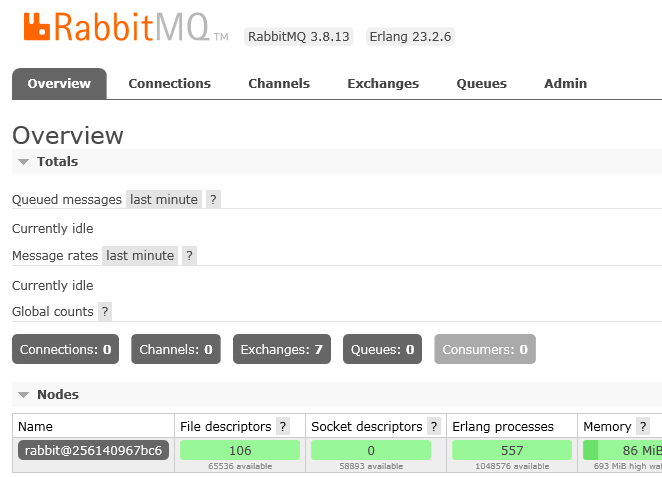 RabbitMQ TM RabbitMQ 3.8.13 Erlang 23.2.6
Overview Connections Channels Exchanges Queues Admin
Overview
Totals
Queued messages last minute ?
Currently idle
Message rates last minute ?
Currently idle
Global counts ?
Connections: 0 Channels: 0 Exchanges: 7 Queues: 0 Consumers: 0
Nodes
Name File descriptors ? Socket descriptors ? Erlang processes Memory ?
rabbit@256140967bc6 106 0 557 86 MiB
65536 available 58893 available 1048576 available 693 MiB high wat